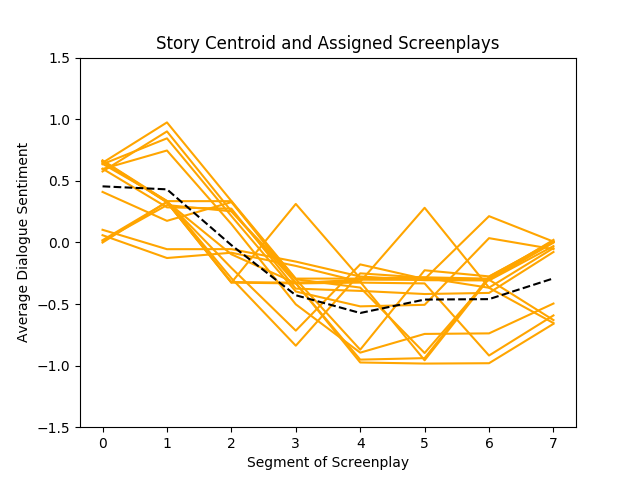 Story Centroid and Assigned Screenplays
Average Dialogue Sentiment
1.5
1.0
0.5
0.0
−0.5
−1.0
−1.5
0 1 2 3 4 5 6 7
Segment of Screenplay